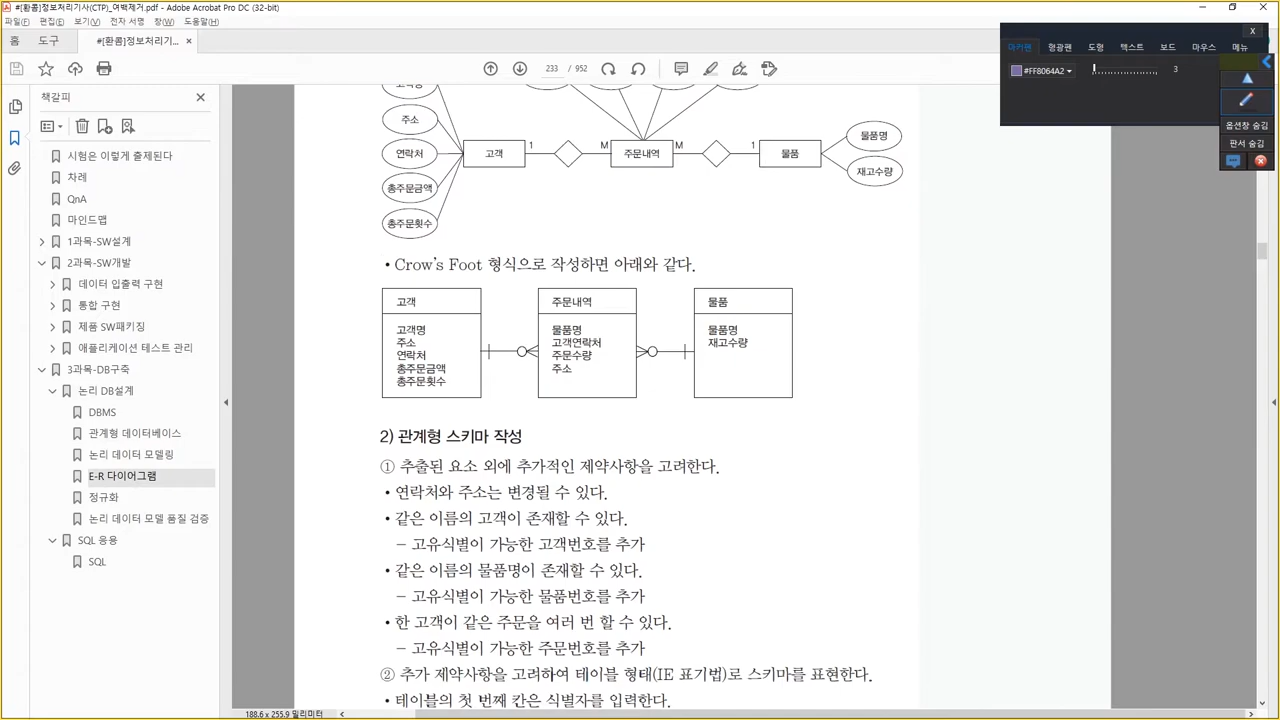 #[환콤]정보처리기사(CTP)_여백제거.pdf - Adobe Acrobat Pro DC (32-bit)
파일(F) 편집(E) 보기(V) 전자 서명 창(W) 도움말(H)
홈 도구 #[환콤]정보처리기... ×
233 / 952
X
마카펜 형광펜 도형 텍스트 보드 마우스 메뉴
#FF8064A2 3
옵션창 숨김
판서 숨김
책갈피
시험은 이렇게 출제된다
차례
QnA
마인드맵
1과목-SW설계
2과목-SW개발
데이터 입출력 구현
통합 구현
제품 SW패키징
애플리케이션 테스트 관리
3과목-DB구축
논리 DB설계
DBMS
관계형 데이터베이스
논리 데이터 모델링
E-R 다이어그램
정규화
논리 데이터 모델 품질 검증
SQL 응용
SQL
고객명
주소
연락처
총주문금액
총주문횟수
고객 1 M 주문내역 M 1 물품
물품명
재고수량
• Crow's Foot 형식으로 작성하면 아래와 같다.
고객
고객명
주소
연락처
총주문금액
총주문횟수
주문내역
물품명
고객연락처
주문수량
주소
물품
물품명
재고수량
2) 관계형 스키마 작성
① 추출된 요소 외에 추가적인 제약사항을 고려한다.
• 연락처와 주소는 변경될 수 있다.
• 같은 이름의 고객이 존재할 수 있다.
– 고유식별이 가능한 고객번호를 추가
• 같은 이름의 물품명이 존재할 수 있다.
– 고유식별이 가능한 물품번호를 추가
• 한 고객이 같은 주문을 여러 번 할 수 있다.
– 고유식별이 가능한 주문번호를 추가
② 추가 제약사항을 고려하여 테이블 형태(IE 표기법)로 스키마를 표현한다.
• 테이블의 첫 번째 칸은 식별자를 입력한다.
188.6 x 255.9 밀리미터